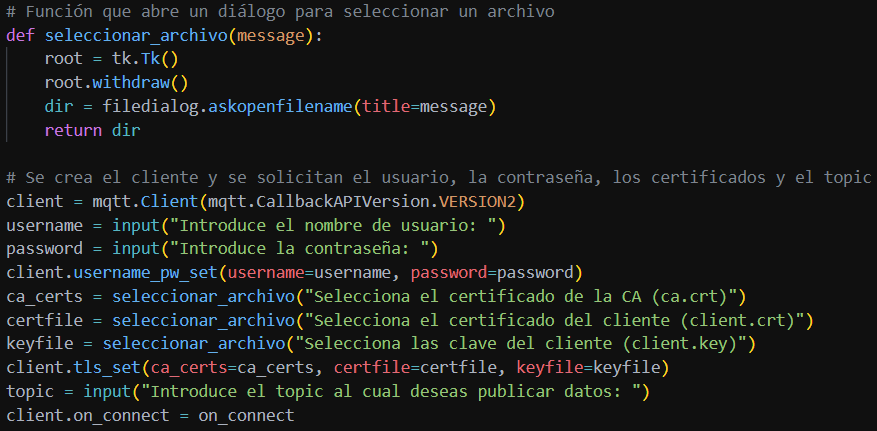 # Función que abre un diálogo para seleccionar un archivo
def seleccionar_archivo(message):
    root = tk.Tk()
    root.withdraw()
    dir = filedialog.askopenfilename(title=message)
    return dir

# Se crea el cliente y se solicitan el usuario, la contraseña, los certificados y el topic
client = mqtt.Client(mqtt.CallbackAPIVersion.VERSION2)
username = input("Introduce el nombre de usuario: ")
password = input("Introduce la contraseña: ")
client.username_pw_set(username=username, password=password)
ca_certs = seleccionar_archivo("Selecciona el certificado de la CA (ca.crt)")
certfile = seleccionar_archivo("Selecciona el certificado del cliente (client.crt)")
keyfile = seleccionar_archivo("Selecciona las clave del cliente (client.key)")
client.tls_set(ca_certs=ca_certs, certfile=certfile, keyfile=keyfile)
topic = input("Introduce el topic al cual deseas publicar datos: ")
client.on_connect = on_connect